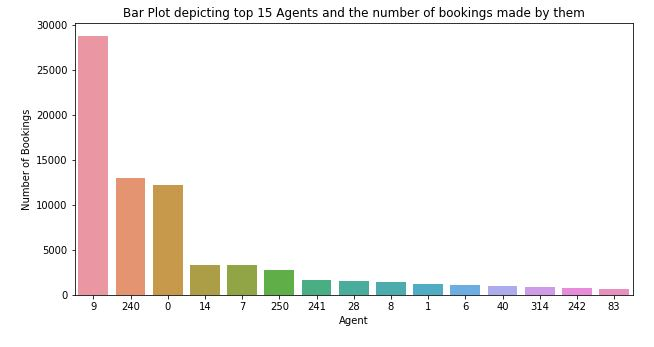 Bar Plot depicting top 15 Agents and the number of bookings made by them
30000
25000
20000
15000
10000
5000
0
Number of Bookings
9 240 0 14 7 250 241 28 8 1 6 40 314 242 83
Agent